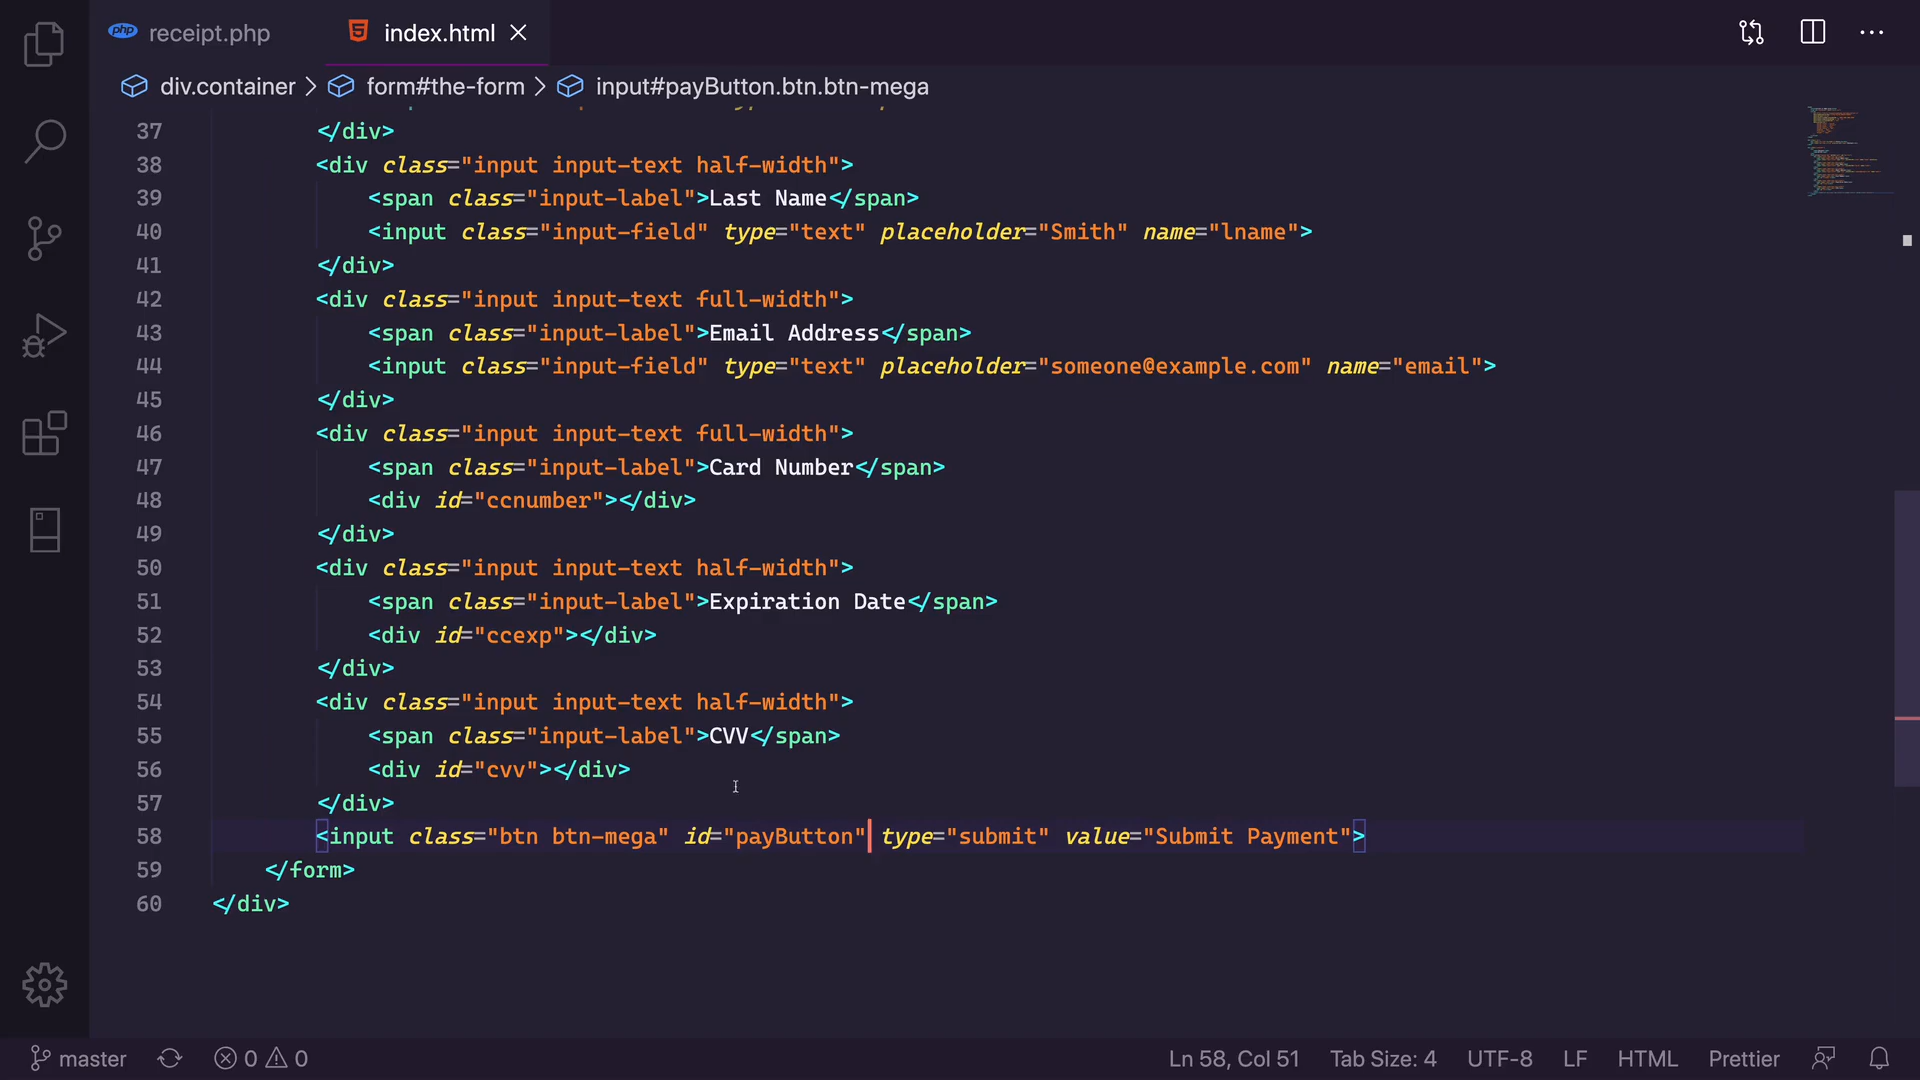 php receipt.php index.html
div.container form#the-form input#payButton.btn.btn-mega
37 </div>
38 <div class="input input-text half-width">
39 <span class="input-label">Last Name</span>
40 <input class="input-field" type="text" placeholder="Smith" name="lname">
41 </div>
42 <div class="input input-text full-width">
43 <span class="input-label">Email Address</span>
44 <input class="input-field" type="text" placeholder="someone@example.com" name="email">
45 </div>
46 <div class="input input-text full-width">
47 <span class="input-label">Card Number</span>
48 <div id="ccnumber"></div>
49 </div>
50 <div class="input input-text half-width">
51 <span class="input-label">Expiration Date</span>
52 <div id="ccexp"></div>
53 </div>
54 <div class="input input-text half-width">
55 <span class="input-label">CVV</span>
56 <div id="cvv"></div>
57 </div>
58 <input class="btn btn-mega" id="payButton" type="submit" value="Submit Payment">
59 </form>
60 </div>
master 0 0 Ln 58, Col 51 Tab Size: 4 UTF-8 LF HTML Prettier